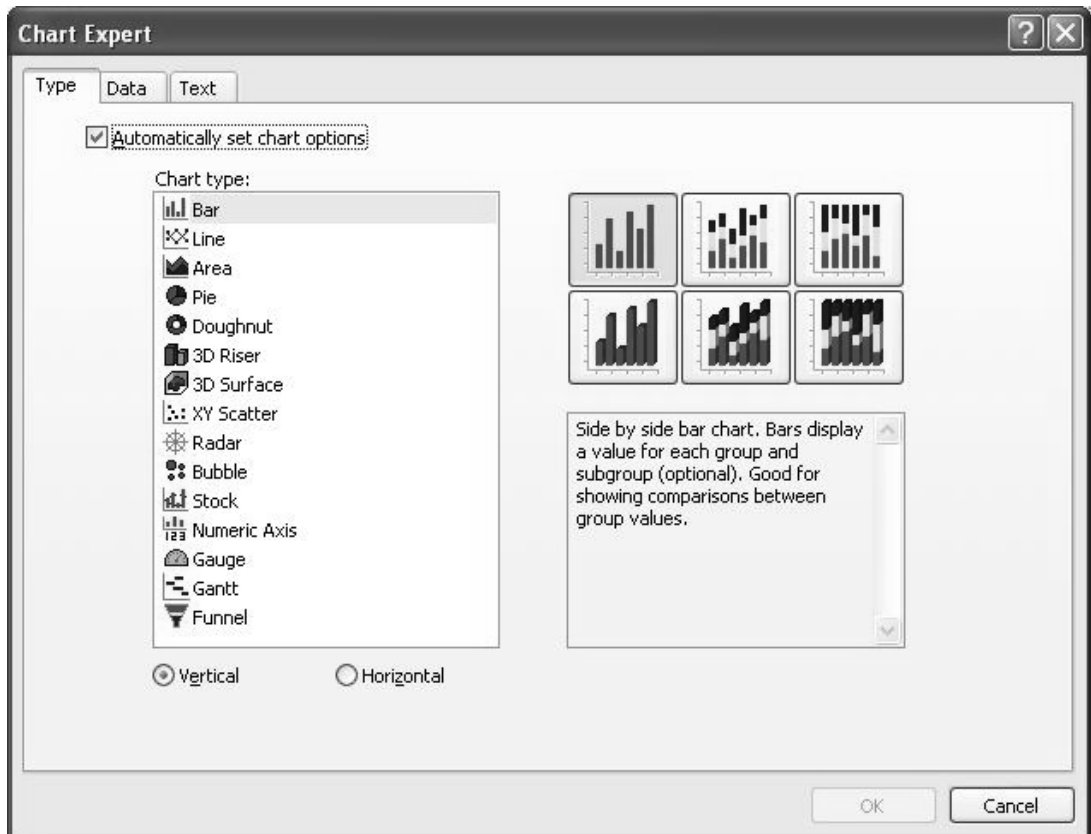 Chart Expert
Type
Data
Text
Automatically set chart options
Chart type:
Bar
Line
Area
Pie
Doughnut
3D Riser
3D Surface
XY Scatter
Radar
Bubble
Stock
Numeric Axis
Gauge
Gantt
Funnel
Side by side bar chart. Bars display
a value for each group and
subgroup (optional). Good for
showing comparisons between
group values.
Vertical
Horizontal
OK
Cancel